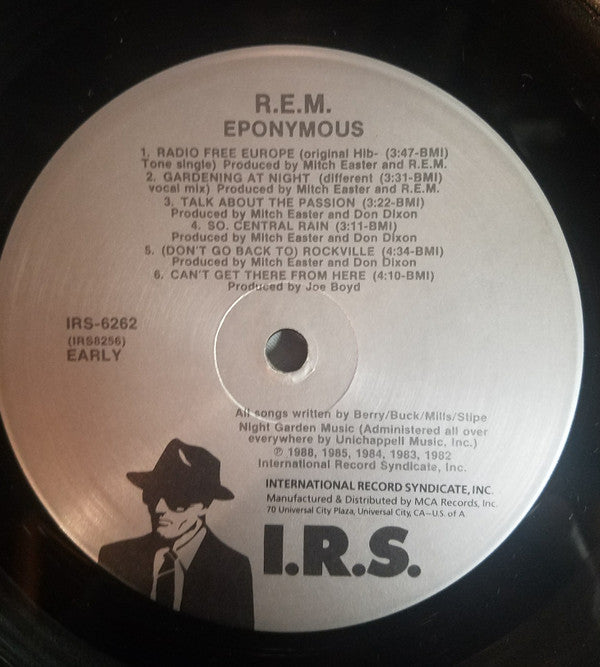 R.E.M.
EPONYMOUS
1. RADIO FREE EUROPE (original Hib- (3:47-BMI)
Tone single) Produced by Mitch Easter and R.E.M.
2. GARDENING AT NIGHT (different (3:31-BMI)
vocal mix) Produced by Mitch Easter and R.E.M.
3. TALK ABOUT THE PASSION (3:22-BMI)
Produced by Mitch Easter and Don Dixon
4. SO. CENTRAL RAIN (3:11-BMI)
Produced by Mitch Easter and Don Dixon
5. (DON'T GO BACK TO) ROCKVILLE (4:34-BMI)
Produced by Mitch Easter and Don Dixon
6. CAN'T GET THERE FROM HERE (4:10-BMI)
Produced by Joe Boyd
IRS-6262
(IRS8256)
EARLY
All songs written by Berry/Buck/Mills/Stipe
Night Garden Music (Administered all over
everywhere by Unichappell Music, Inc.)
℗ 1988, 1985, 1984, 1983, 1982
International Record Syndicate, Inc.
INTERNATIONAL RECORD SYNDICATE, INC.
Manufactured & Distributed by MCA Records, Inc.
70 Universal City Plaza, Universal City, CA–U.S. of A
I.R.S.